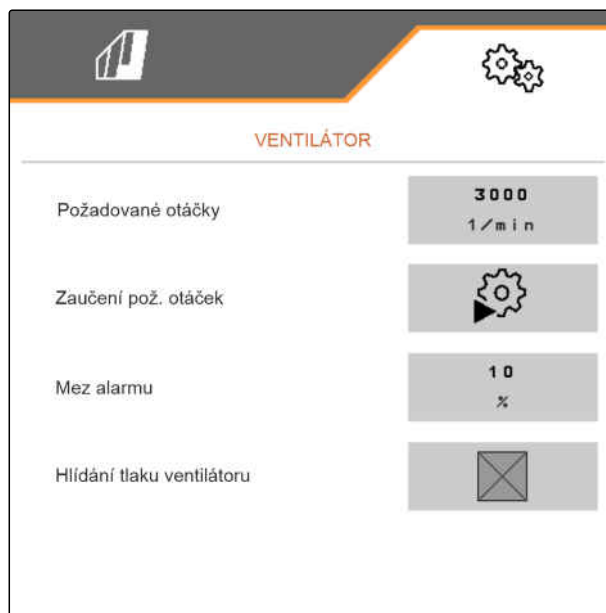 VENTILÁTOR
Požadované otáčky
3000
1/min
Zaučení pož. otáček
Mez alarmu
10
%
Hlídání tlaku ventilátoru